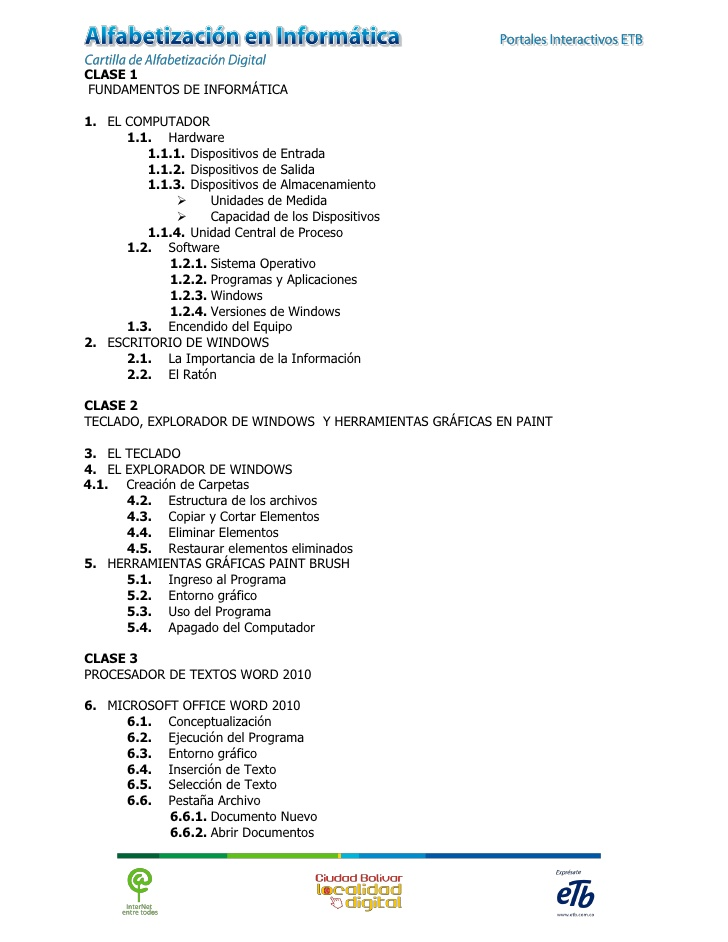 Alfabetización en Informática
Portales Interactivos ETB
Cartilla de Alfabetización Digital
CLASE 1
FUNDAMENTOS DE INFORMÁTICA
1. EL COMPUTADOR
1.1. Hardware
1.1.1. Dispositivos de Entrada
1.1.2. Dispositivos de Salida
1.1.3. Dispositivos de Almacenamiento
➢ Unidades de Medida
➢ Capacidad de los Dispositivos
1.1.4. Unidad Central de Proceso
1.2. Software
1.2.1. Sistema Operativo
1.2.2. Programas y Aplicaciones
1.2.3. Windows
1.2.4. Versiones de Windows
1.3. Encendido del Equipo
2. ESCRITORIO DE WINDOWS
2.1. La Importancia de la Información
2.2. El Ratón
CLASE 2
TECLADO, EXPLORADOR DE WINDOWS Y HERRAMIENTAS GRÁFICAS EN PAINT
3. EL TECLADO
4. EL EXPLORADOR DE WINDOWS
4.1. Creación de Carpetas
4.2. Estructura de los archivos
4.3. Copiar y Cortar Elementos
4.4. Eliminar Elementos
4.5. Restaurar elementos eliminados
5. HERRAMIENTAS GRÁFICAS PAINT BRUSH
5.1. Ingreso al Programa
5.2. Entorno gráfico
5.3. Uso del Programa
5.4. Apagado del Computador
CLASE 3
PROCESADOR DE TEXTOS WORD 2010
6. MICROSOFT OFFICE WORD 2010
6.1. Conceptualización
6.2. Ejecución del Programa
6.3. Entorno gráfico
6.4. Inserción de Texto
6.5. Selección de Texto
6.6. Pestaña Archivo
6.6.1. Documento Nuevo
6.6.2. Abrir Documentos
InterNet
entre todos
Ciudad Bolívar
localidad
digital
Exprésate
eTb
www.etb.com.co